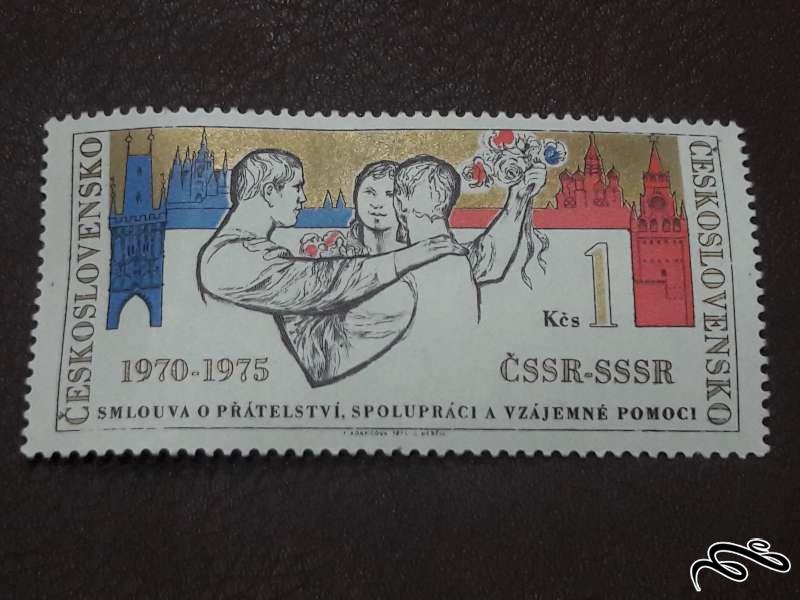 ČESKOSLOVENSKO
ČESKOSLOVENSKO
Kčs 1
1970-1975
ČSSR-SSSR
SMLOUVA O PŘÁTELSTVÍ, SPOLUPRÁCI A VZÁJEMNÉ POMOCI